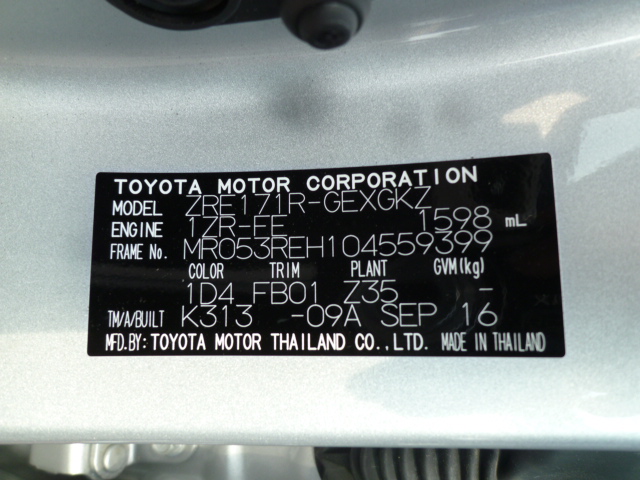 TOYOTA MOTOR CORPORATION
MODEL ZRE171R-GEXGKZ
ENGINE 1ZR-FE 1598 mL
FRAME No. MR053REH104559399
COLOR TRIM PLANT GVM(kg)
1D4 FB01 Z35 -
TM/A/BUILT K313 -09A SEP 16
MFD.BY: TOYOTA MOTOR THAILAND CO.,LTD. MADE IN THAILAND